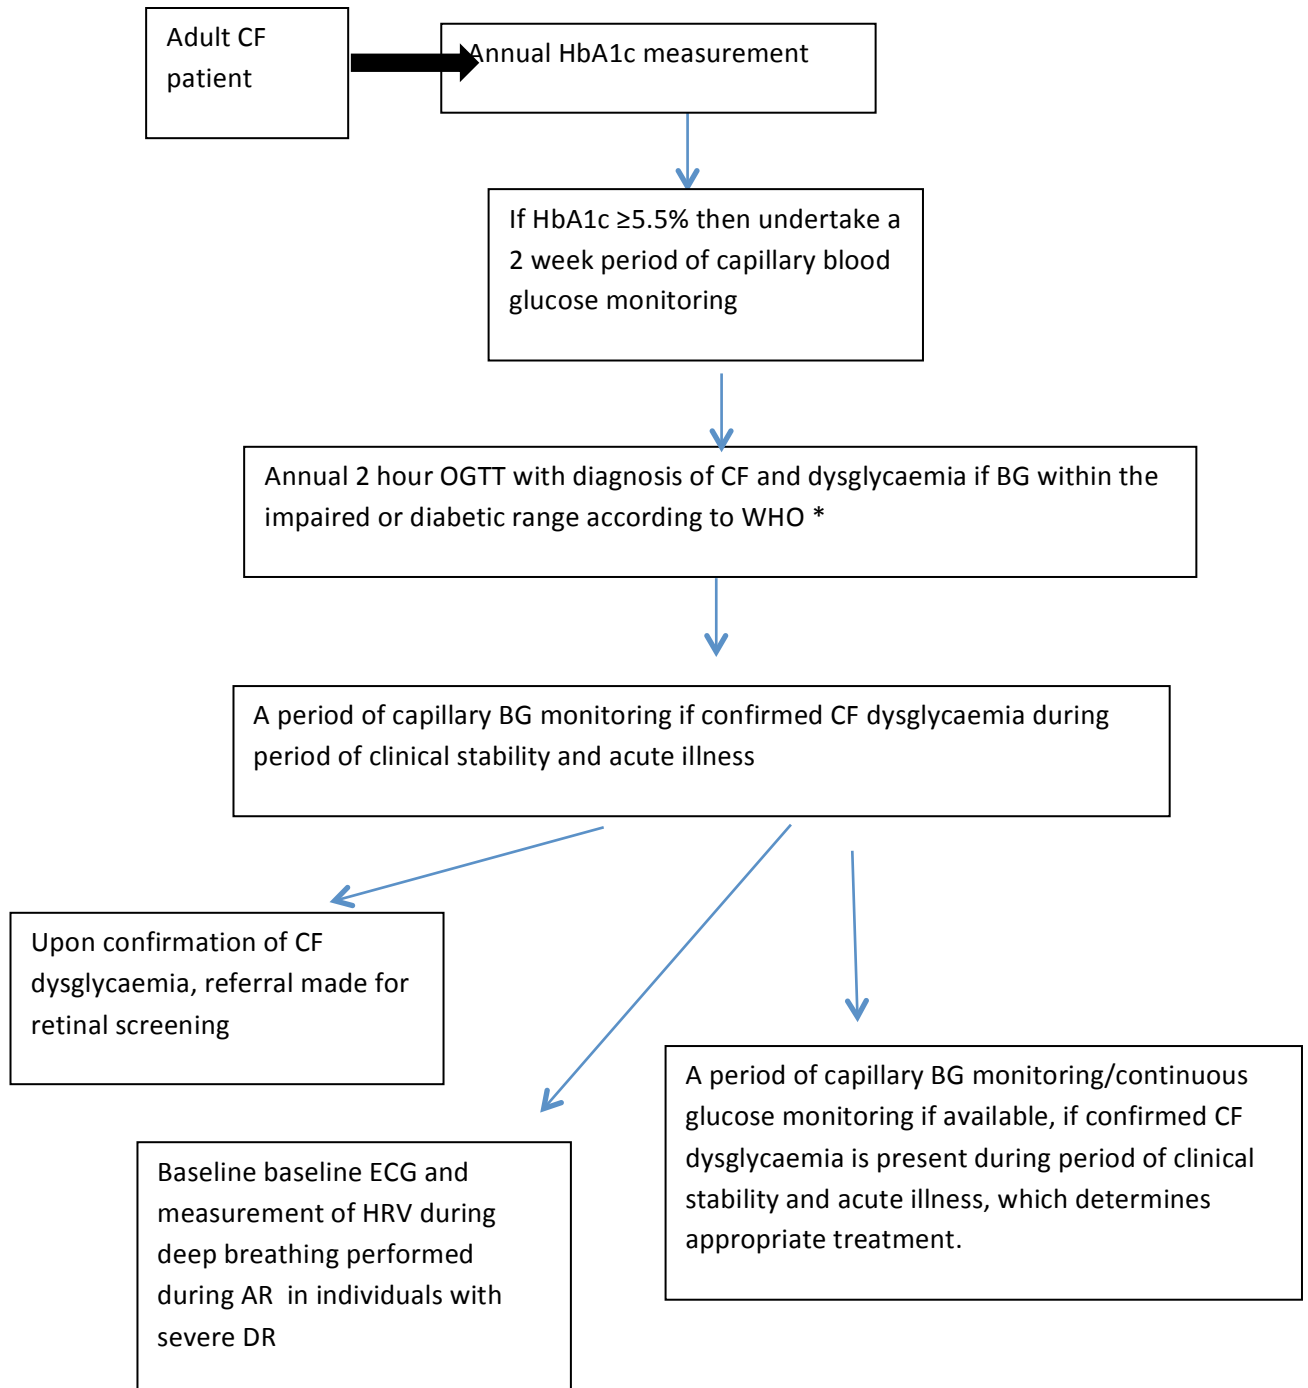 Adult CF
patient
Annual HbA1c measurement
If HbA1c ≥5.5% then undertake a
2 week period of capillary blood
glucose monitoring
Annual 2 hour OGTT with diagnosis of CF and dysglycaemia if BG within the
impaired or diabetic range according to WHO *
A period of capillary BG monitoring if confirmed CF dysglycaemia during
period of clinical stability and acute illness
Upon confirmation of CF
dysglycaemia, referral made for
retinal screening
Baseline baseline ECG and
measurement of HRV during
deep breathing performed
during AR  in individuals with
severe DR
A period of capillary BG monitoring/continuous
glucose monitoring if available, if confirmed CF
dysglycaemia is present during period of clinical
stability and acute illness, which determines
appropriate treatment.